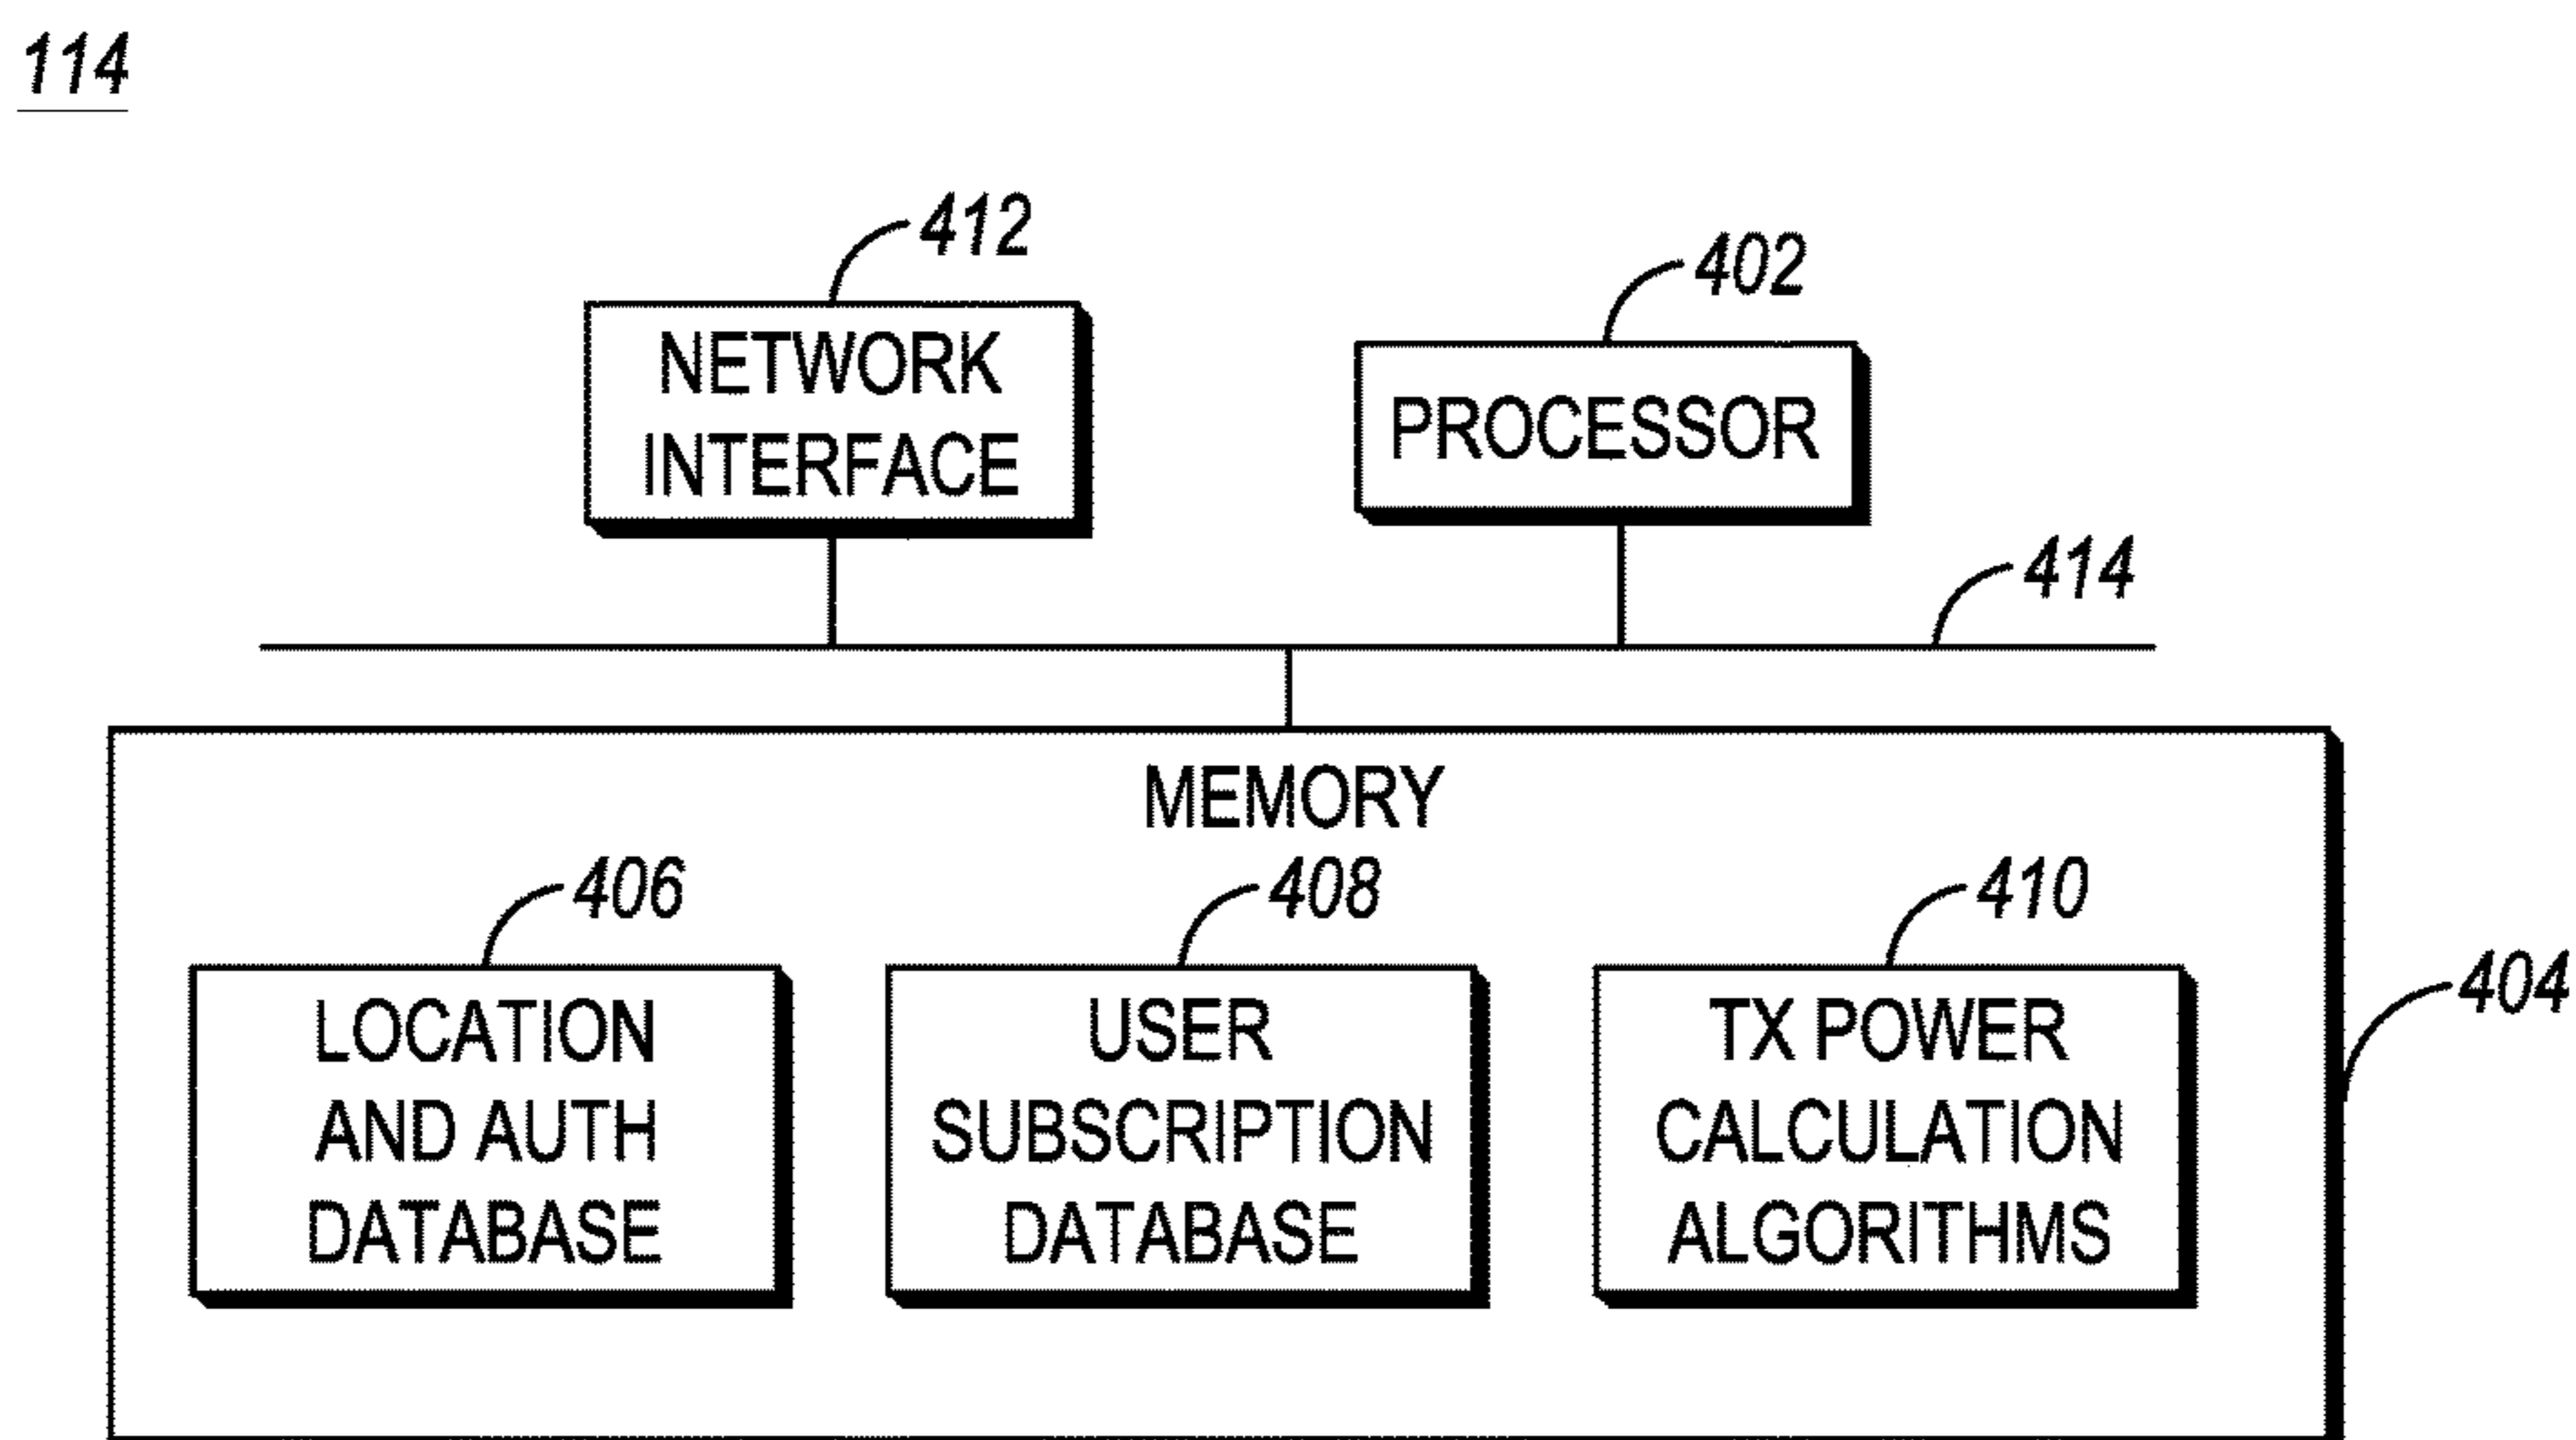 114
412
NETWORK
INTERFACE
402
PROCESSOR
414
MEMORY
406
LOCATION
AND AUTH
DATABASE
408
USER
SUBSCRIPTION
DATABASE
410
TX POWER
CALCULATION
ALGORITHMS
404